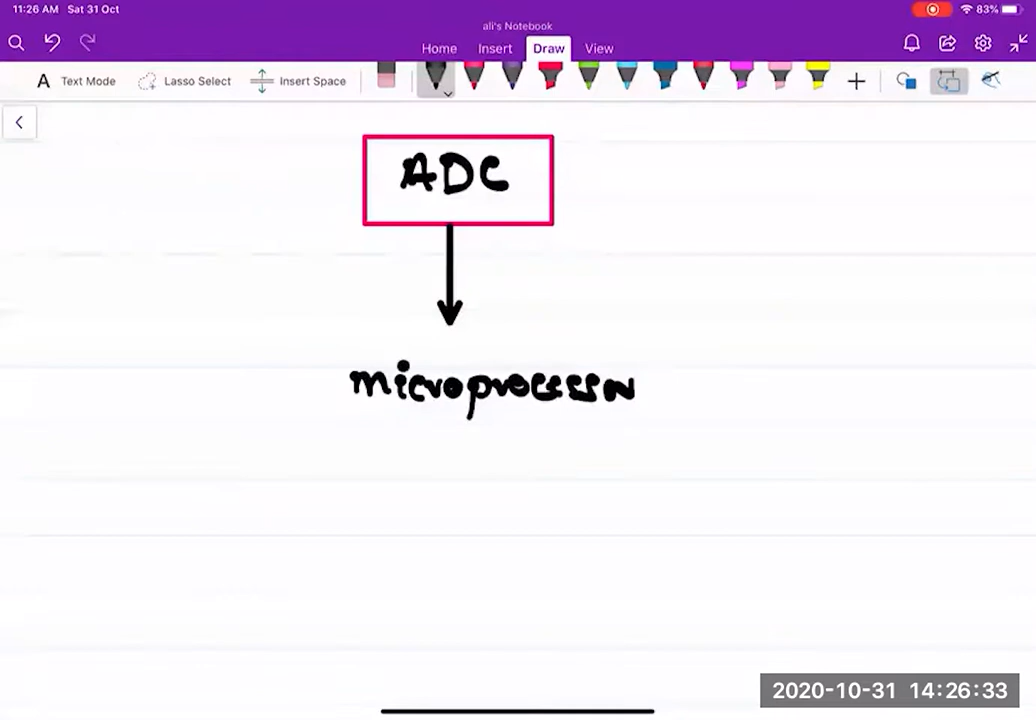 11:26 AM Sat 31 Oct 83%
ali's Notebook
Home Insert Draw View
A Text Mode Lasso Select Insert Space
ADC
microprocessor
2020-10-31 14:26:33